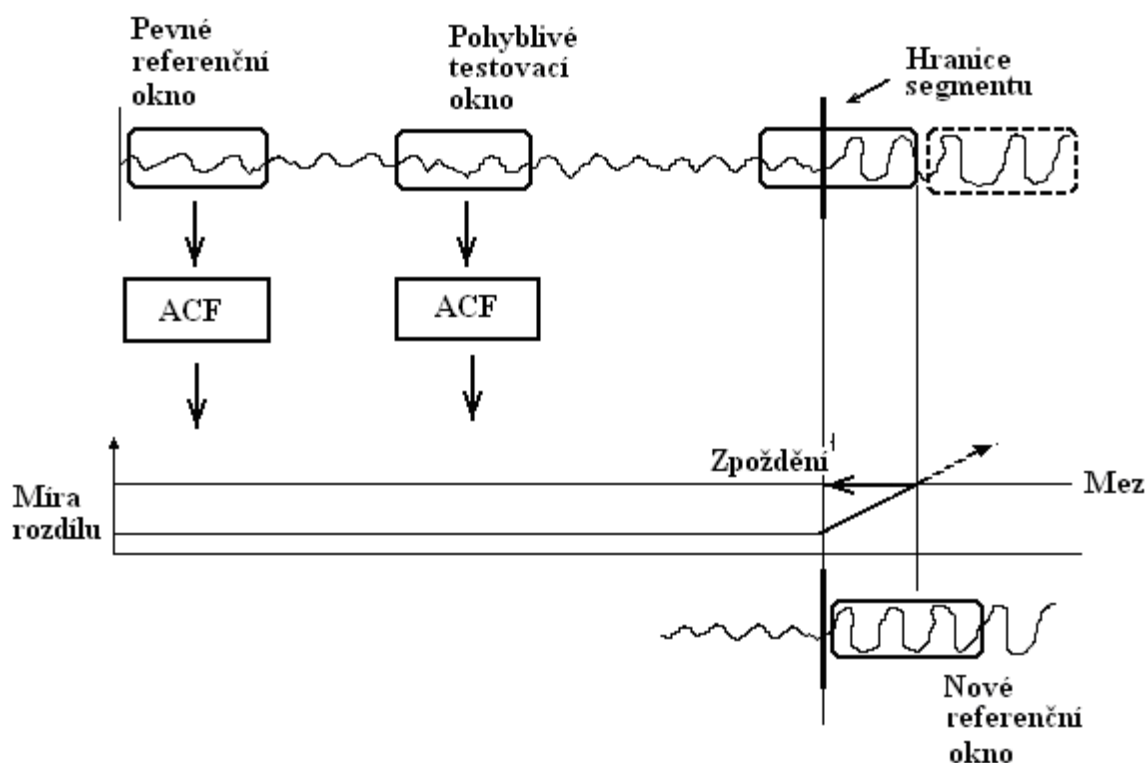 Pevné
referenční
okno
Pohyblivé
testovací
okno
Hranice
segmentu
ACF
ACF
Zpoždění
Mez
Míra
rozdílu
Nové
referenční
okno